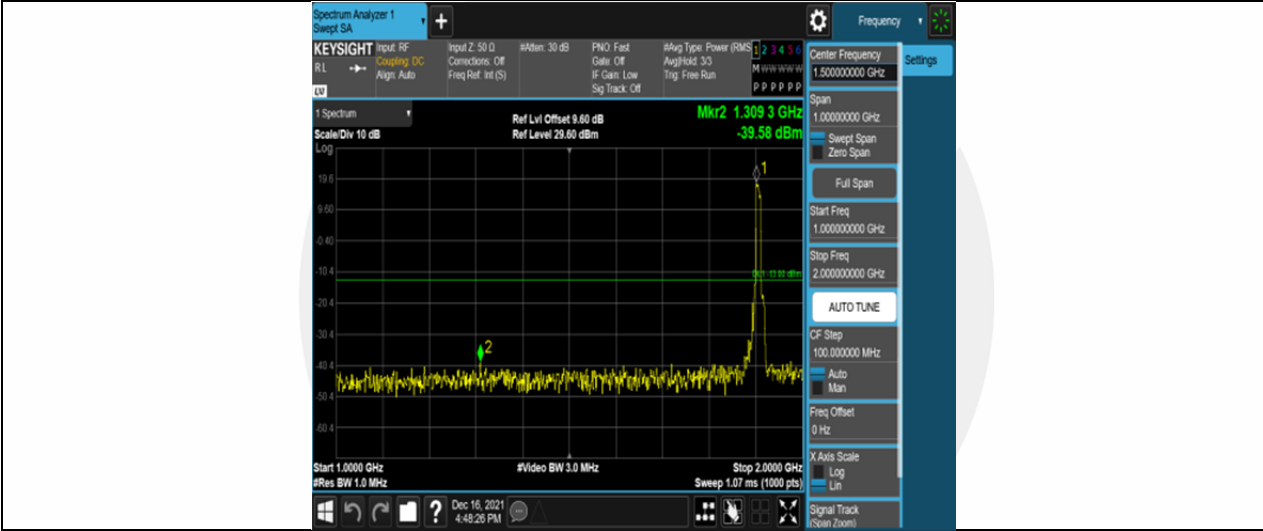 Spectrum Analyzer 1
Swept SA
+
Frequency
KEYSIGHT
RL
LV
Input: RF
Coupling: DC
Align: Auto
Input Z: 50 Ω
Corrections: Off
Freq Ref: Int (S)
#Atten: 30 dB
PNO: Fast
Gate: Off
IF Gain: Low
Sig Track: Off
#Avg Type: Power (RMS
Avg|Hold: 3/3
Trig: Free Run
1 2 3 4 5 6
M W W W W W
P P P P P P
1 Spectrum
Scale/Div 10 dB
Log
Ref Lvl Offset 9.60 dB
Ref Level 29.60 dBm
Mkr2 1.309 3 GHz
-39.58 dBm
19.6
9.60
-0.40
-10.4
-20.4
-30.4
-40.4
-50.4
-60.4
1
DL1 -13.00 dBm
2
Start 1.0000 GHz
#Res BW 1.0 MHz
#Video BW 3.0 MHz
Stop 2.0000 GHz
Sweep 1.07 ms (1000 pts)
Center Frequency
1.500000000 GHz
Settings
Span
1.00000000 GHz
Swept Span
Zero Span
Full Span
Start Freq
1.000000000 GHz
Stop Freq
2.000000000 GHz
AUTO TUNE
CF Step
100.000000 MHz
Auto
Man
Freq Offset
0 Hz
X Axis Scale
Log
Lin
Signal Track
(Span Zoom)
?
Dec 16, 2021
4:48:26 PM